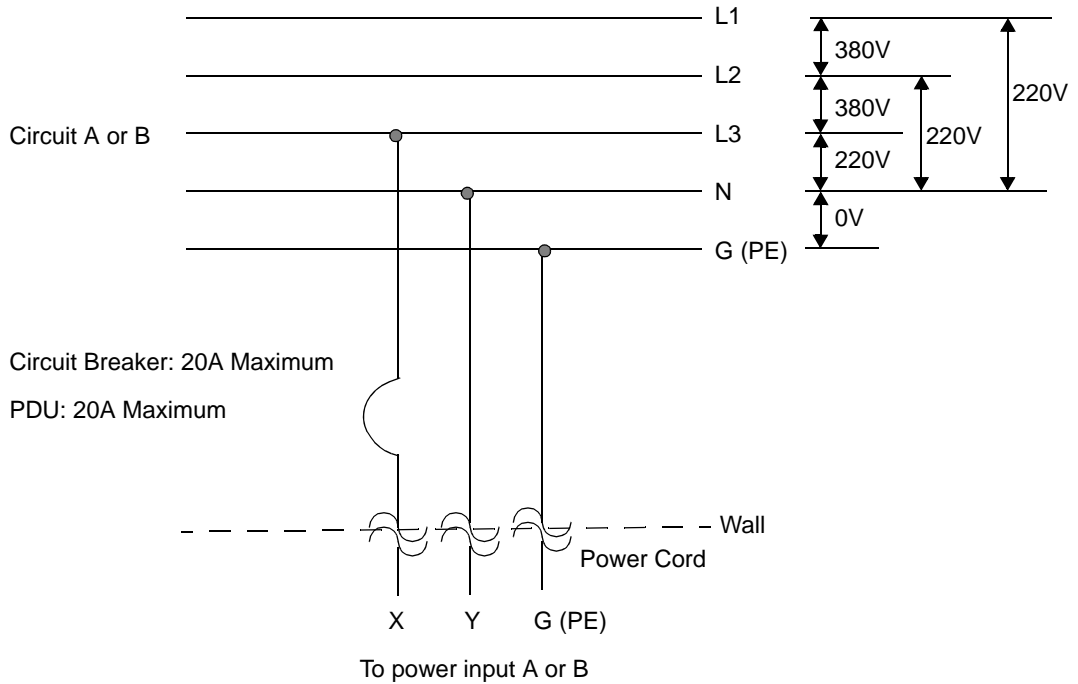 L1
380V
L2
220V
380V
Circuit A or B
L3
220V
220V
N
0V
G (PE)
Circuit Breaker: 20A Maximum
PDU: 20A Maximum
Wall
Power Cord
X Y G (PE)
To power input A or B